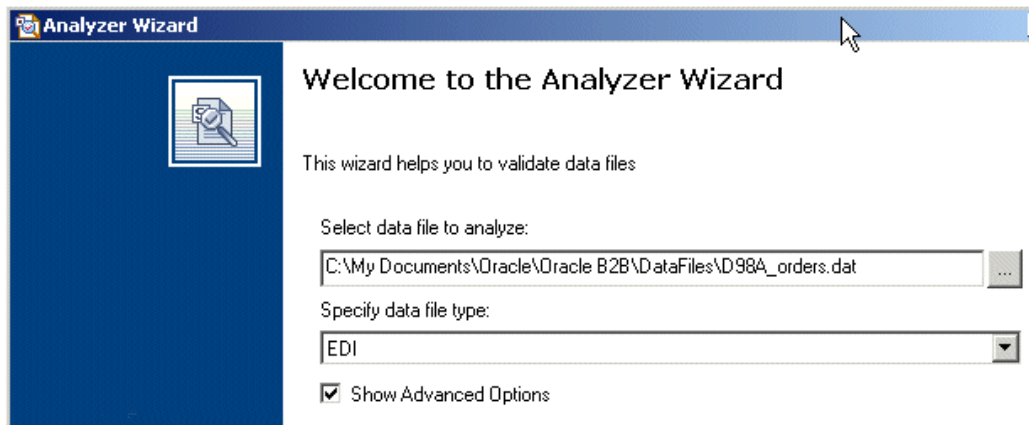 Analyzer Wizard
Welcome to the Analyzer Wizard
This wizard helps you to validate data files
Select data file to analyze:
C:\My Documents\Oracle\Oracle B2B\DataFiles\D98A_orders.dat
...
Specify data file type:
EDI
Show Advanced Options